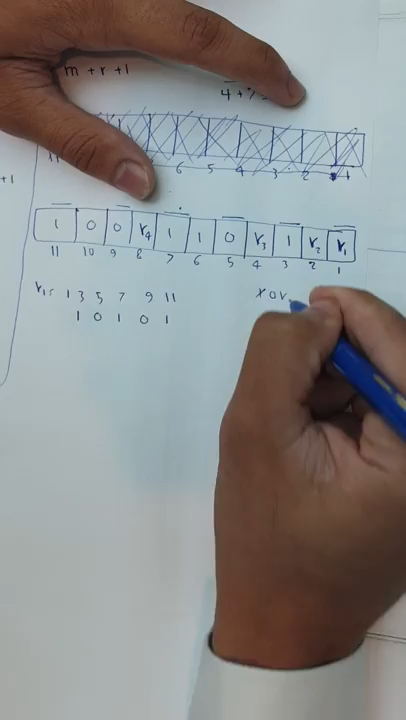 m + r + 1
4 + 7
+1
6 5 4 3 2 1
1 0 0 r4 1 1 0 r3 1 r2 r1
11 10 9 8 7 6 5 4 3 2 1
r1: 1 3 5 7 9 11
1 0 1 0 1
xor